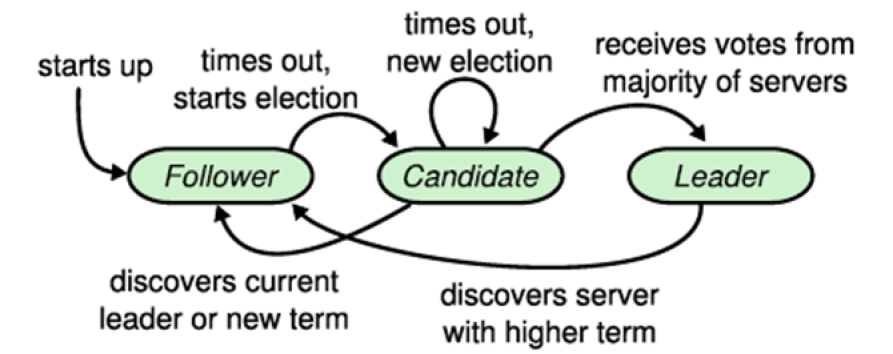 starts up
times out,
starts election
times out,
new election
receives votes from
majority of servers
Follower
Candidate
Leader
discovers current
leader or new term
discovers server
with higher term